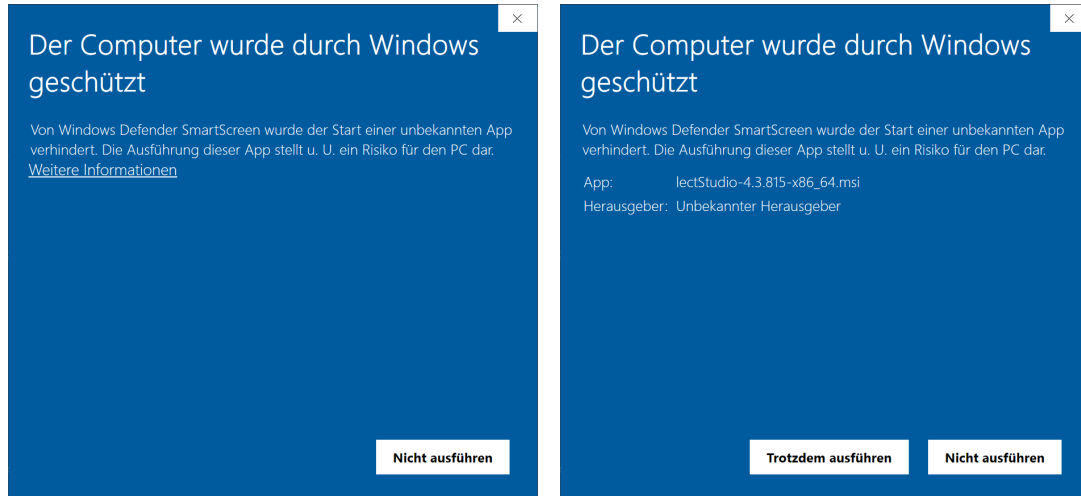 Der Computer wurde durch Windows
geschützt
Von Windows Defender SmartScreen wurde der Start einer unbekannten App
verhindert. Die Ausführung dieser App stellt u. U. ein Risiko für den PC dar.
Weitere Informationen
Nicht ausführen
Der Computer wurde durch Windows
geschützt
Von Windows Defender SmartScreen wurde der Start einer unbekannten App
verhindert. Die Ausführung dieser App stellt u. U. ein Risiko für den PC dar.
App: lectStudio-4.3.815-x86_64.msi
Herausgeber: Unbekannter Herausgeber
Trotzdem ausführen Nicht ausführen